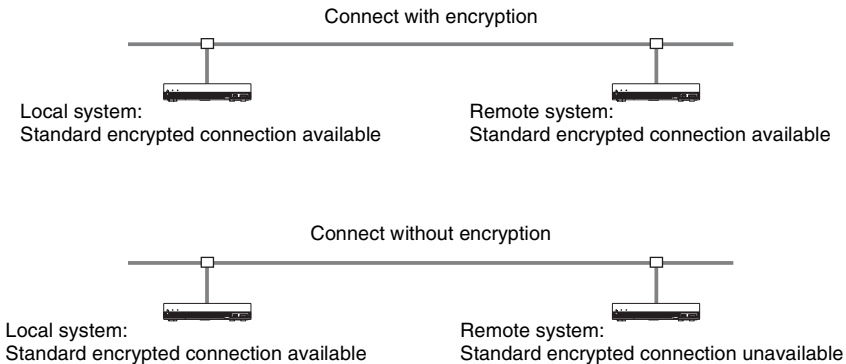 Connect with encryption
Local system:
Standard encrypted connection available
Remote system:
Standard encrypted connection available
Connect without encryption
Local system:
Standard encrypted connection available
Remote system:
Standard encrypted connection unavailable